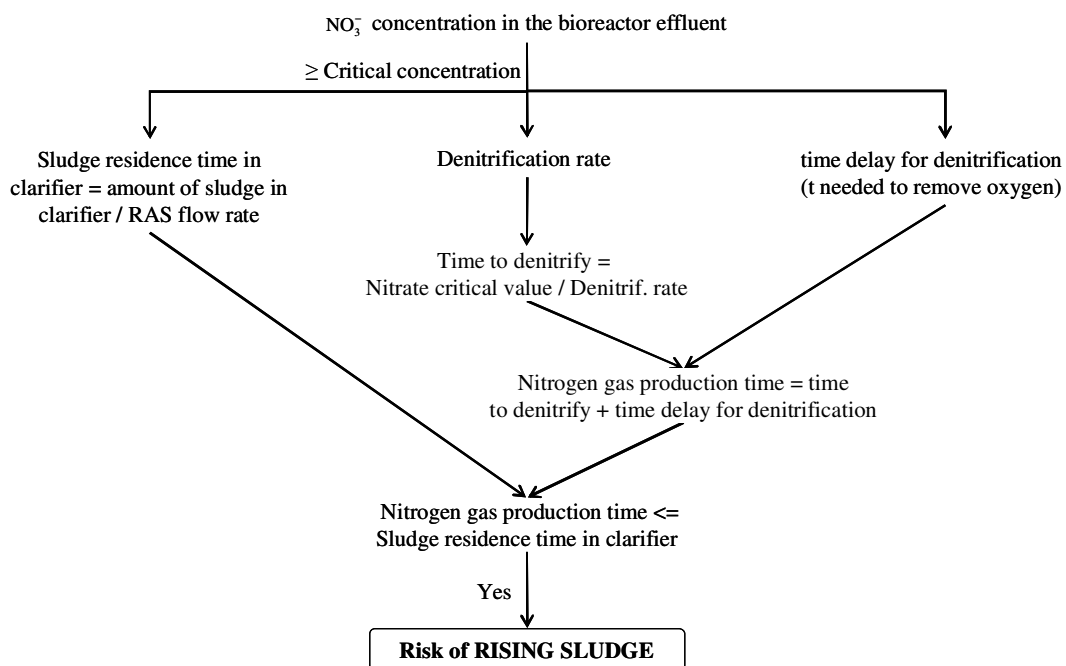 NO₃⁻ concentration in the bioreactor effluent
≥ Critical concentration
Sludge residence time in
clarifier = amount of sludge in
clarifier / RAS flow rate
Denitrification rate
time delay for denitrification
(t needed to remove oxygen)
Time to denitrify =
Nitrate critical value / Denitrif. rate
Nitrogen gas production time = time
to denitrify + time delay for denitrification
Nitrogen gas production time <=
Sludge residence time in clarifier
Yes
Risk of RISING SLUDGE